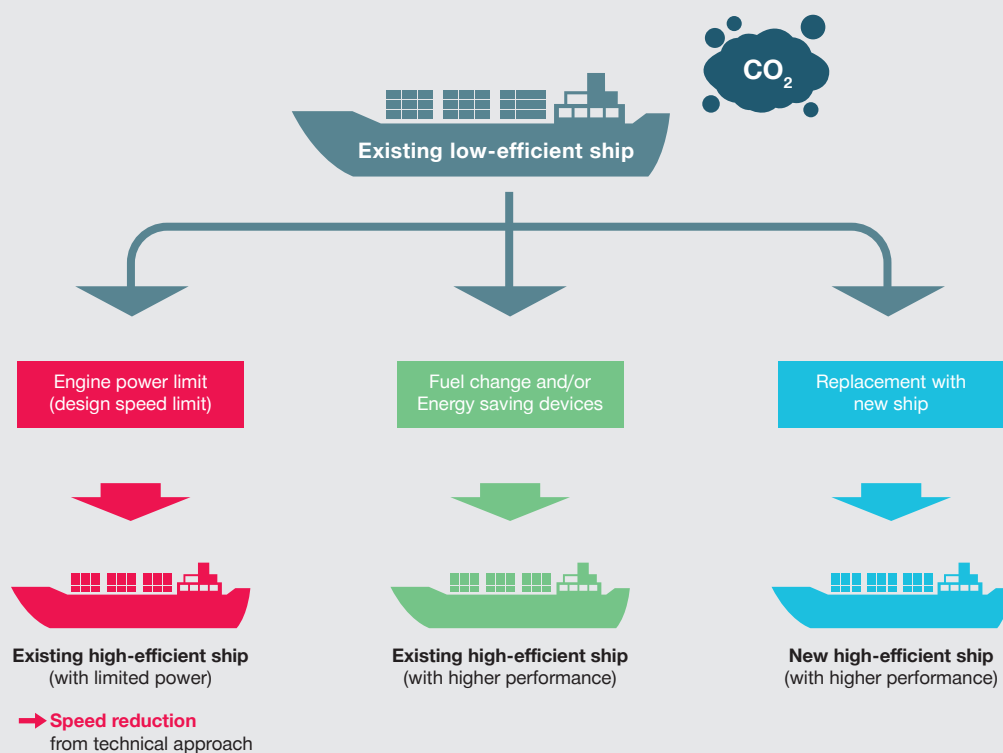 CO₂
Existing low-efficient ship
Engine power limit
(design speed limit)
Fuel change and/or
Energy saving devices
Replacement with
new ship
Existing high-efficient ship
(with limited power)
Speed reduction
from technical approach
Existing high-efficient ship
(with higher performance)
New high-efficient ship
(with higher performance)